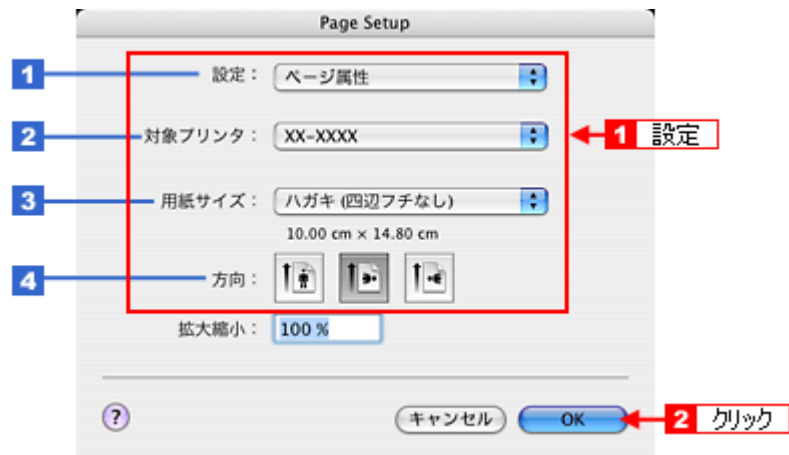 Page Setup
1 設定： ページ属性
2 対象プリンタ： XX-XXXX
1 設定
3 用紙サイズ： ハガキ (四辺フチなし)
10.00 cm × 14.80 cm
4 方向：
拡大縮小： 100 %
? キャンセル OK
2 クリック